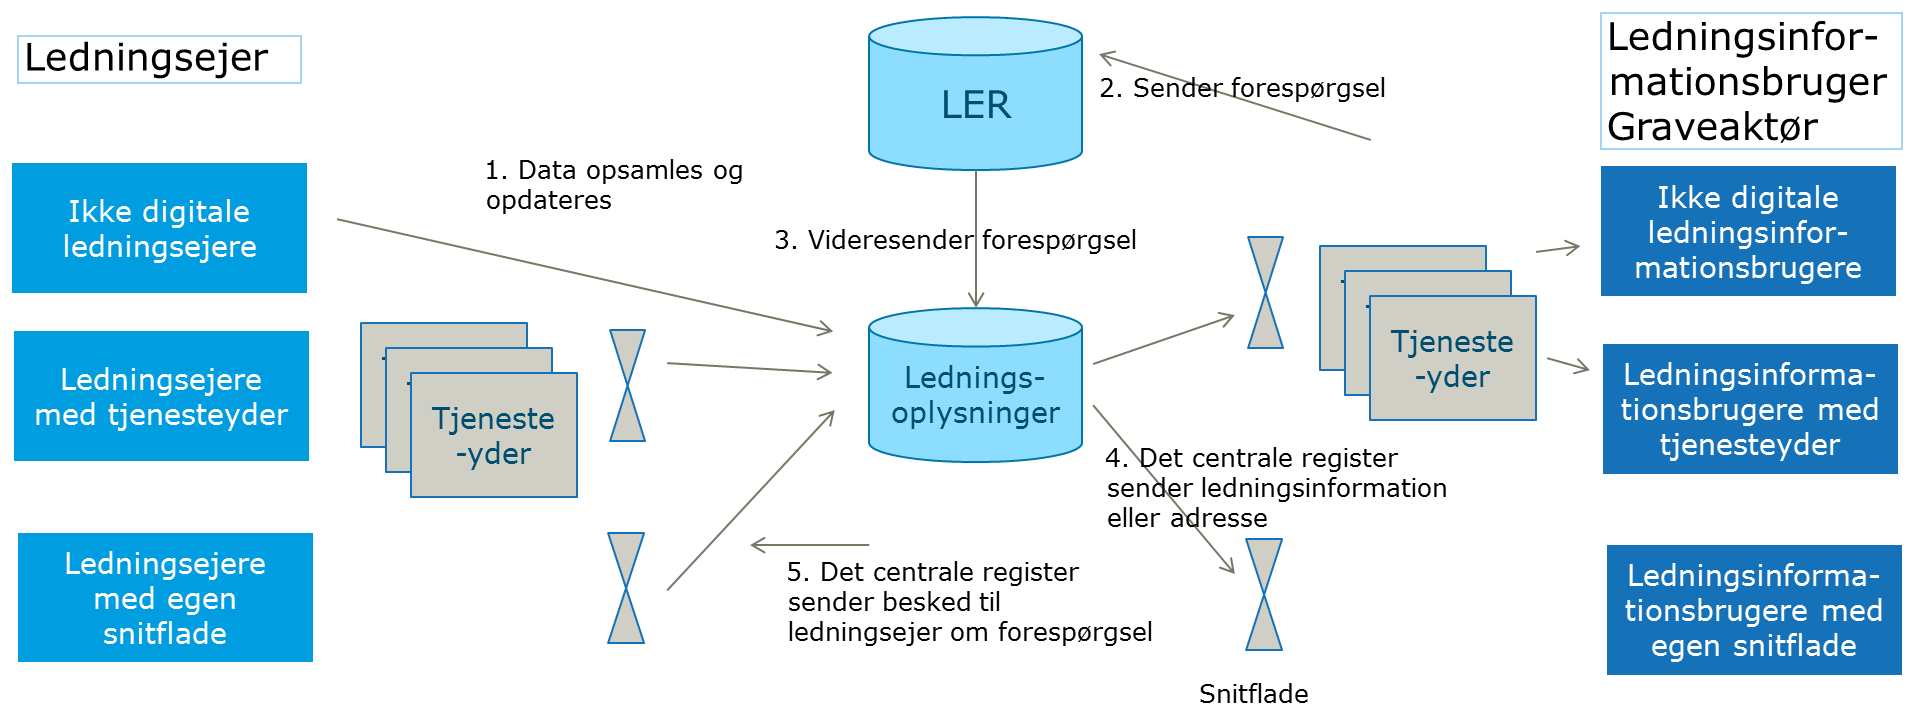 Ledningsejer
LER
2. Sender forespørgsel
Ledningsinfor-
mationsbruger
Graveaktør
1. Data opsamles og
opdateres
3. Videresender forespørgsel
Ikke digitale
ledningsejere
Ledningsejere
med tjenesteyder
Ledningsejere
med egen
snitflade
Tjeneste
-yder
Lednings-
oplysninger
Tjeneste
-yder
4. Det centrale register
sender ledningsinformation
eller adresse
5. Det centrale register
sender besked til
ledningsejer om forespørgsel
Snitflade
Ikke digitale
ledningsinfor-
mationsbrugere
Ledningsinforma-
tionsbrugere med
tjenesteyder
Ledningsinforma-
tionsbrugere med
egen snitflade